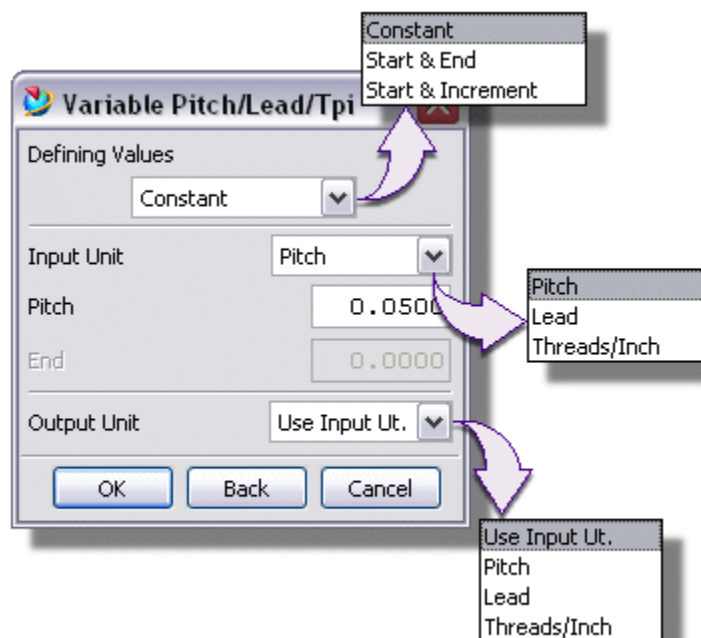 Constant
Start & End
Start & Increment
Variable Pitch/Lead/Tpi
Defining Values
Constant
Input Unit Pitch
Pitch
Lead
Threads/Inch
Pitch 0.0500
End 0.0000
Output Unit Use Input Ut.
OK Back Cancel
Use Input Ut.
Pitch
Lead
Threads/Inch